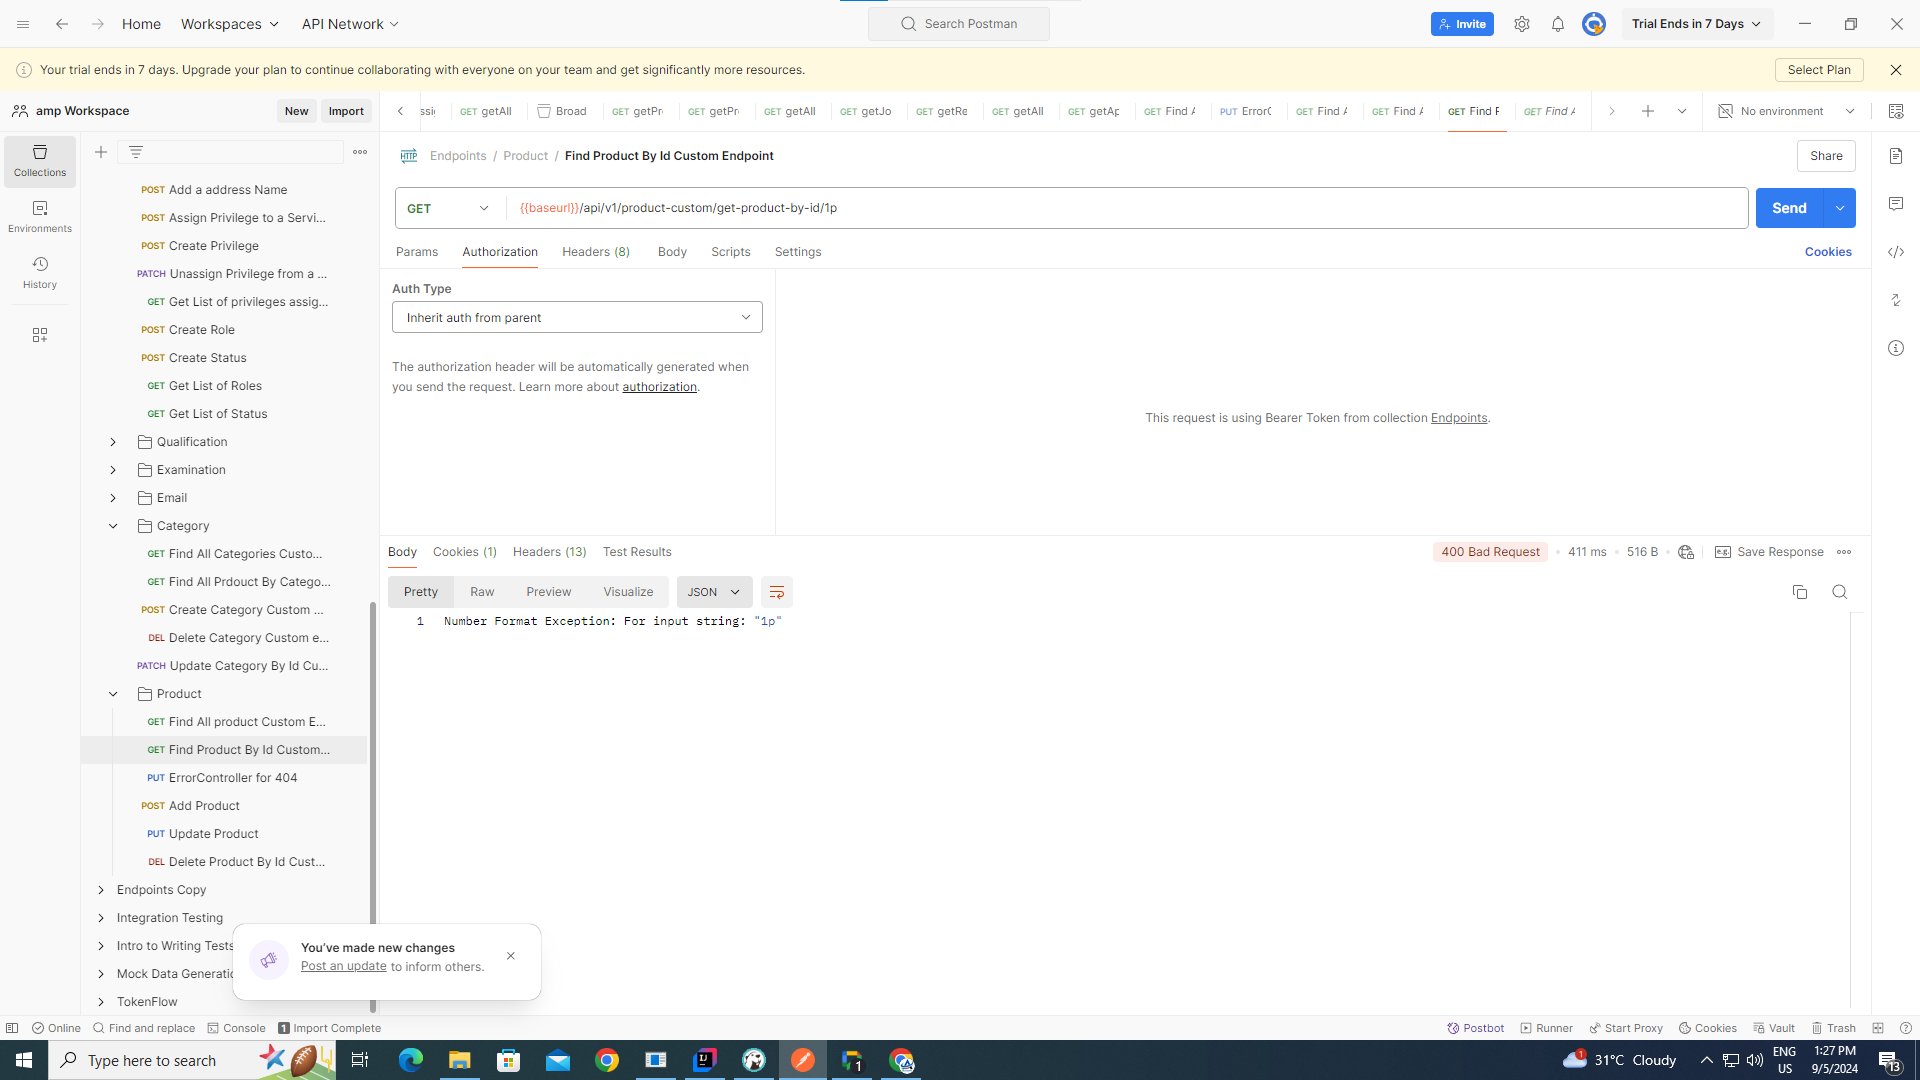 Home
Workspaces
API Network
Search Postman
Invite
Trial Ends in 7 Days
Your trial ends in 7 days. Upgrade your plan to continue collaborating with everyone on your team and get significantly more resources.
Select Plan
amp Workspace
New
Import
GET getAll
Broad
GET getPr
GET getPr
GET getAll
GET getJo
GET getRe
GET getAll
GET getAp
GET Find A
PUT ErrorC
GET Find A
GET Find A
GET Find P
GET Find A
No environment
Collections
Environments
History
POST Add a address Name
POST Assign Privilege to a Servi...
POST Create Privilege
PATCH Unassign Privilege from a ...
GET Get List of privileges assig...
POST Create Role
POST Create Status
GET Get List of Roles
GET Get List of Status
Qualification
Examination
Email
Category
GET Find All Categories Custo...
GET Find All Prdouct By Catego...
POST Create Category Custom ...
DEL Delete Category Custom e...
PATCH Update Category By Id Cu...
Product
GET Find All product Custom E...
GET Find Product By Id Custom...
PUT ErrorController for 404
POST Add Product
PUT Update Product
DEL Delete Product By Id Cust...
Endpoints Copy
Integration Testing
Intro to Writing Tests
Mock Data Generatio
TokenFlow
HTTP
Endpoints / Product / Find Product By Id Custom Endpoint
Share
GET
{{baseurl}}/api/v1/product-custom/get-product-by-id/1p
Send
Params
Authorization
Headers (8)
Body
Scripts
Settings
Cookies
Auth Type
Inherit auth from parent
The authorization header will be automatically generated when
you send the request. Learn more about authorization.
This request is using Bearer Token from collection Endpoints.
Body
Cookies (1)
Headers (13)
Test Results
400 Bad Request
411 ms
516 B
e.g.
Save Response
Pretty
Raw
Preview
Visualize
JSON
1 Number Format Exception: For input string: "1p"
You've made new changes
Post an update to inform others.
Online
Find and replace
Console
1 Import Complete
Postbot
Runner
Start Proxy
Cookies
Vault
Trash
Type here to search
1
1
31°C Cloudy
ENG
US
1:27 PM
9/5/2024
13